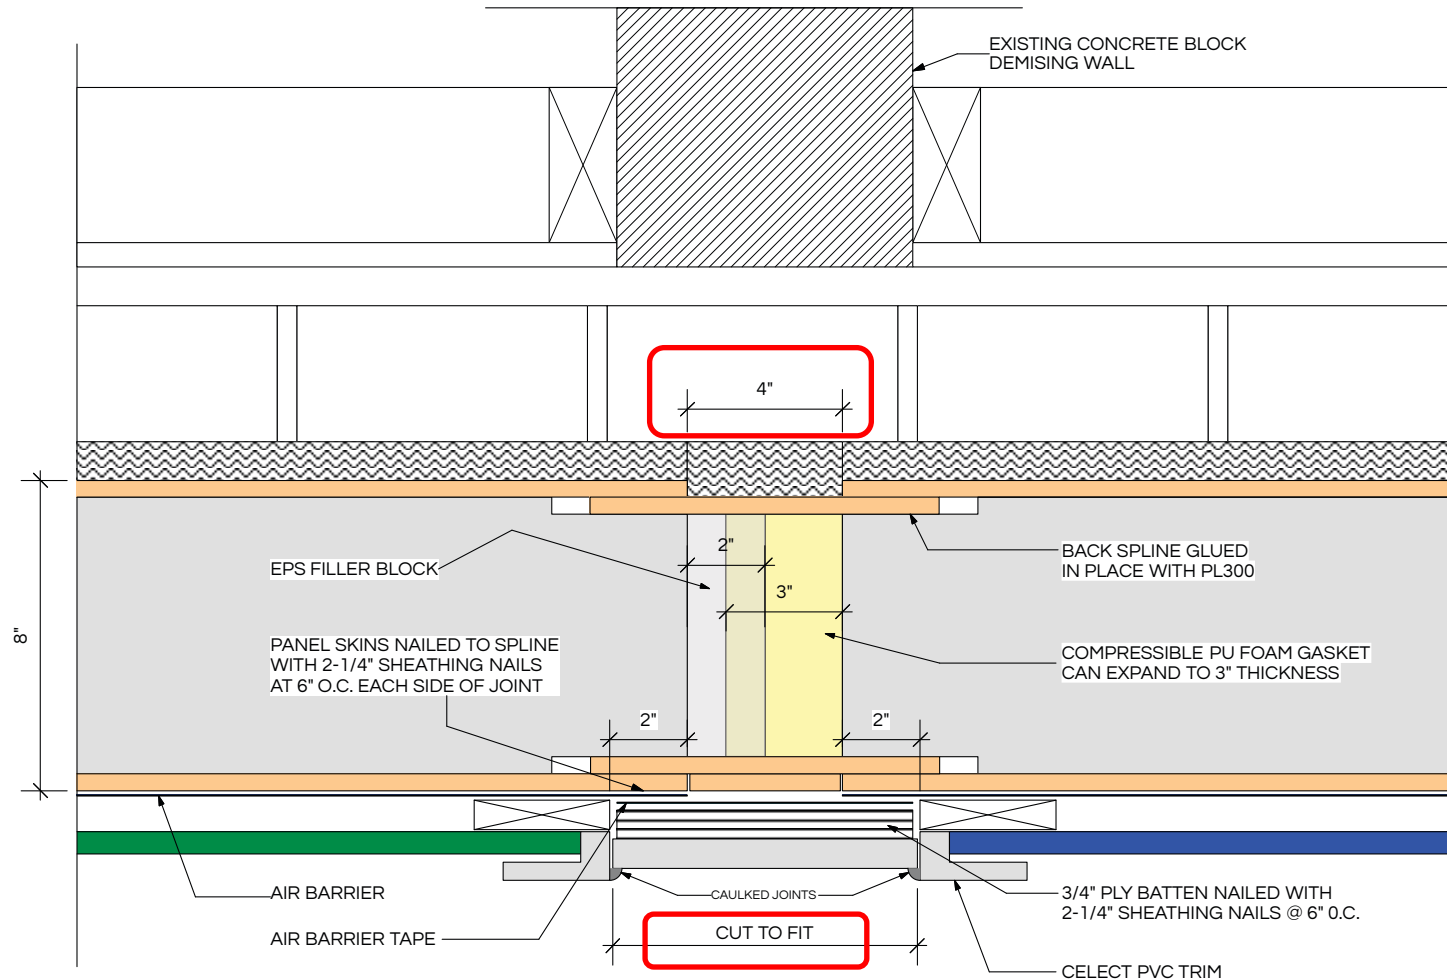 EXISTING CONCRETE BLOCK
DEMISING WALL
4"
2"
EPS FILLER BLOCK
BACK SPLINE GLUED
IN PLACE WITH PL300
3"
8"
PANEL SKINS NAILED TO SPLINE
WITH 2-1/4" SHEATHING NAILS
AT 6" O.C. EACH SIDE OF JOINT
COMPRESSIBLE PU FOAM GASKET
CAN EXPAND TO 3" THICKNESS
2"
2"
AIR BARRIER
CAULKED JOINTS
3/4" PLY BATTEN NAILED WITH
2-1/4" SHEATHING NAILS @ 6" 0.C.
AIR BARRIER TAPE
CUT TO FIT
CELECT PVC TRIM